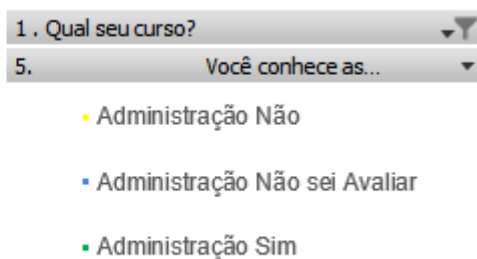 1 . Qual seu curso?
5. Você conhece as...
Administração Não
Administração Não sei Avaliar
Administração Sim